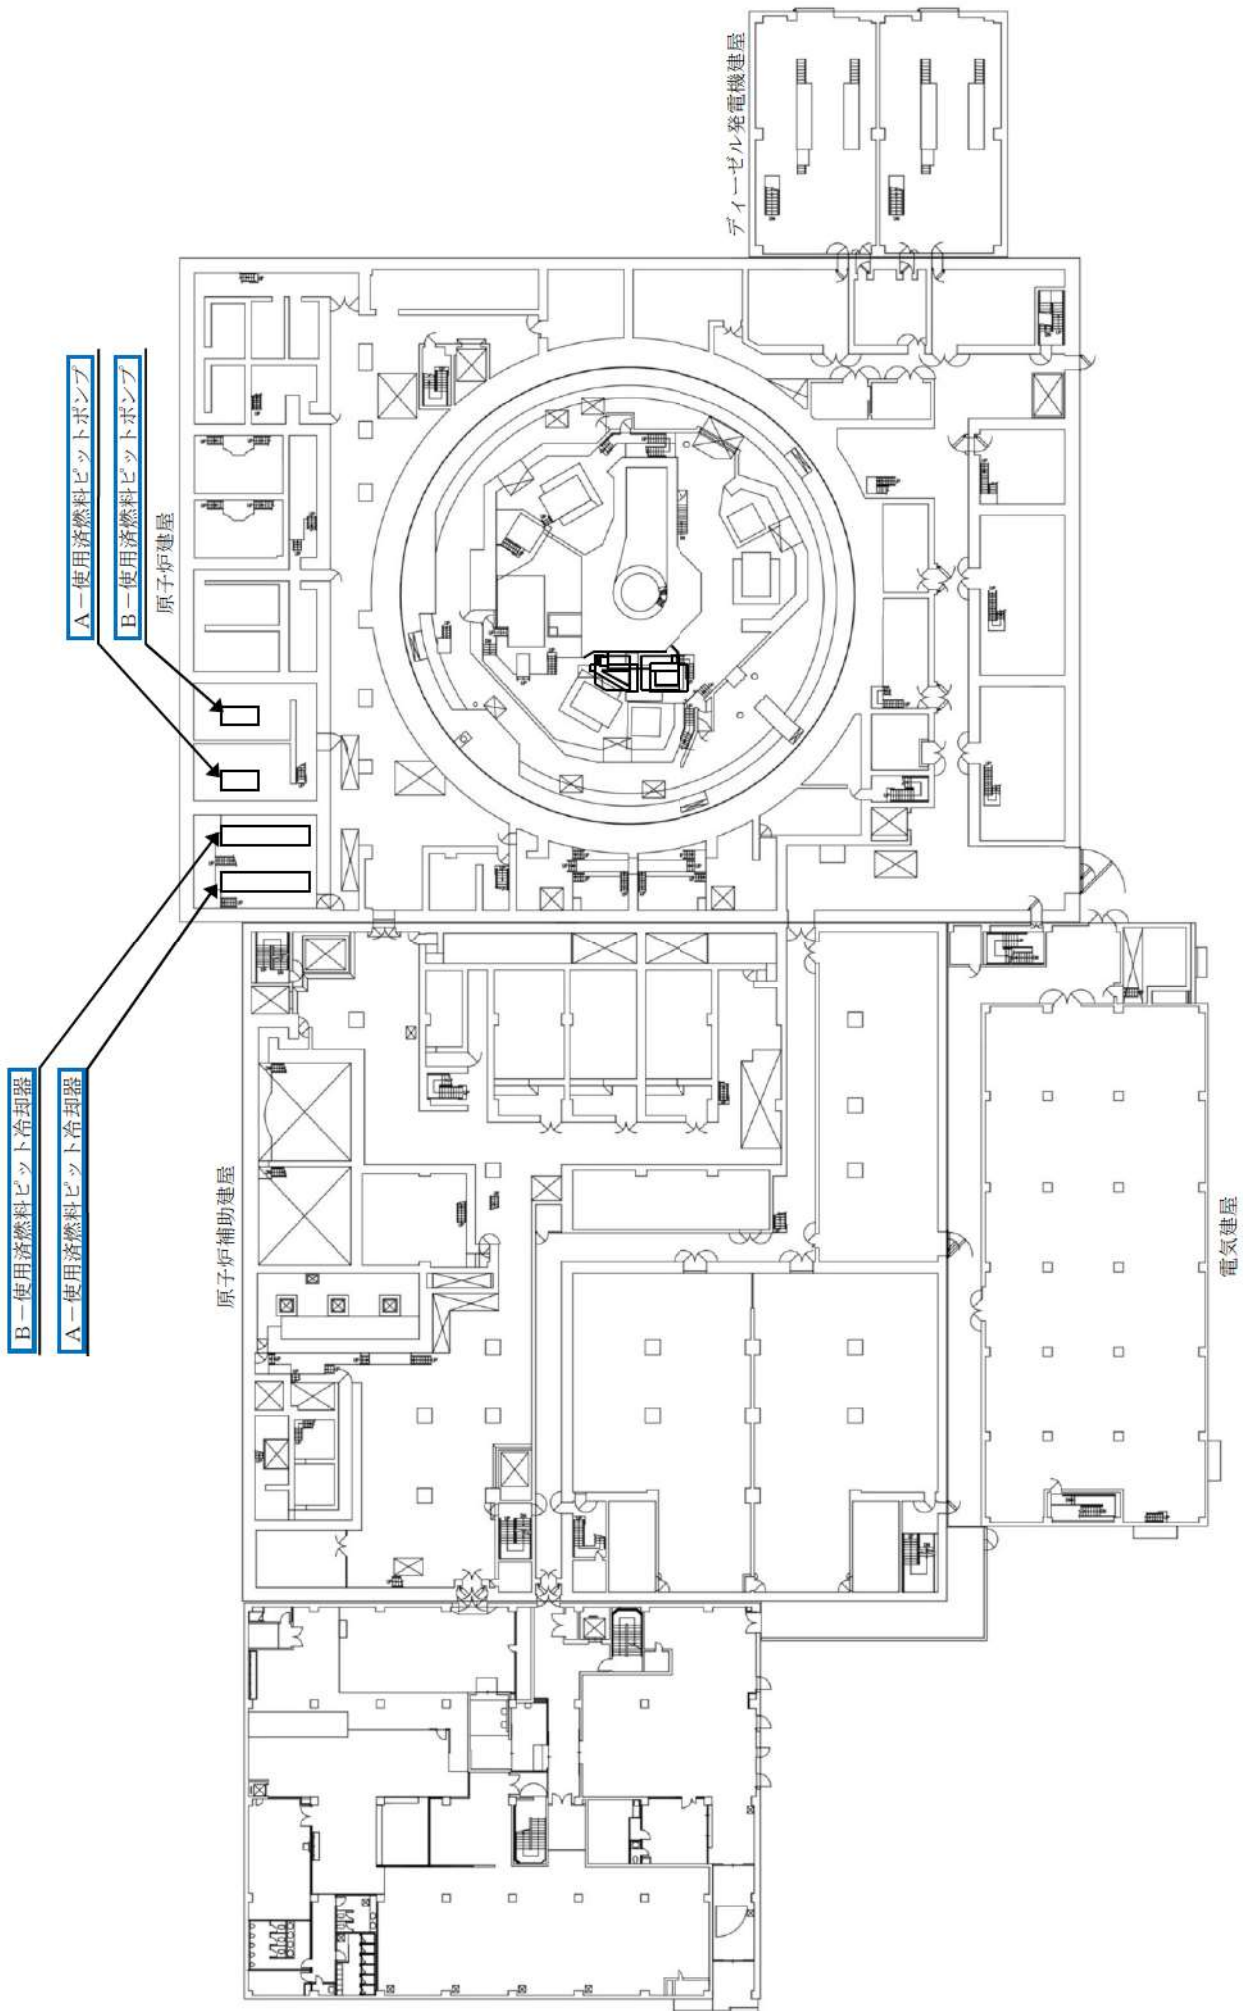 B－使用済燃料ピット冷却器
A－使用済燃料ピット冷却器
A－使用済燃料ピットポンプ
B－使用済燃料ピットポンプ
原子炉建屋
ディーゼル発電機建屋
原子炉補助建屋
電気建屋